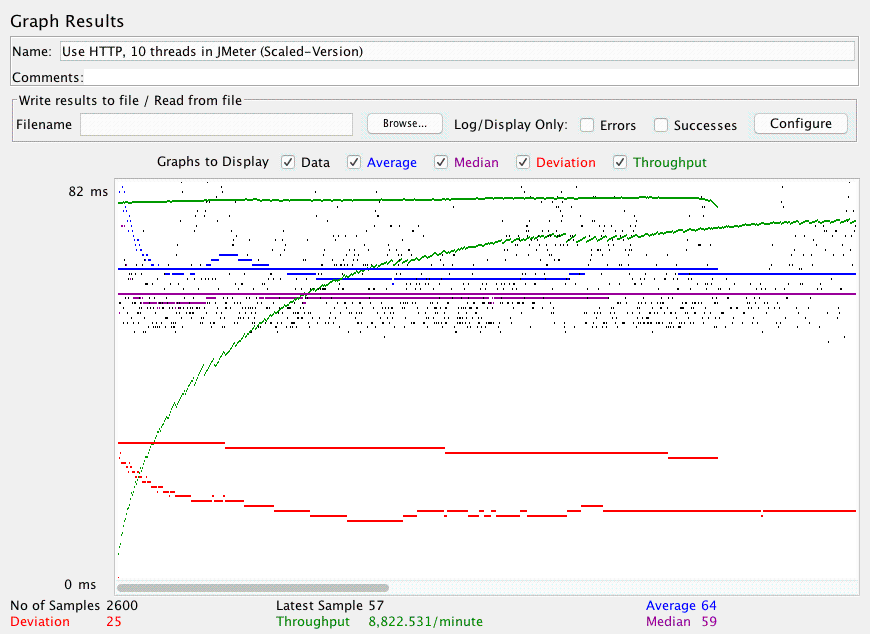 Graph Results
Name: Use HTTP, 10 threads in JMeter (Scaled-Version)
Comments:
Write results to file / Read from file
Filename Browse... Log/Display Only: Errors Successes Configure
Graphs to Display Data Average Median Deviation Throughput
82 ms
0 ms
No of Samples 2600 Latest Sample 57 Average 64
Deviation 25 Throughput 8,822.531/minute Median 59